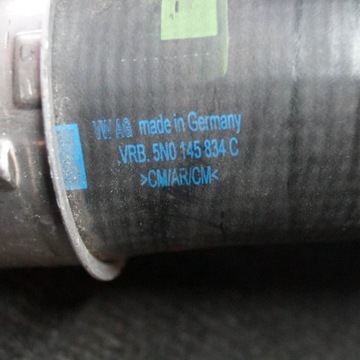 VW AG made in Germany
VRB. 5N0 145 834 C
>CM/AR/CM<